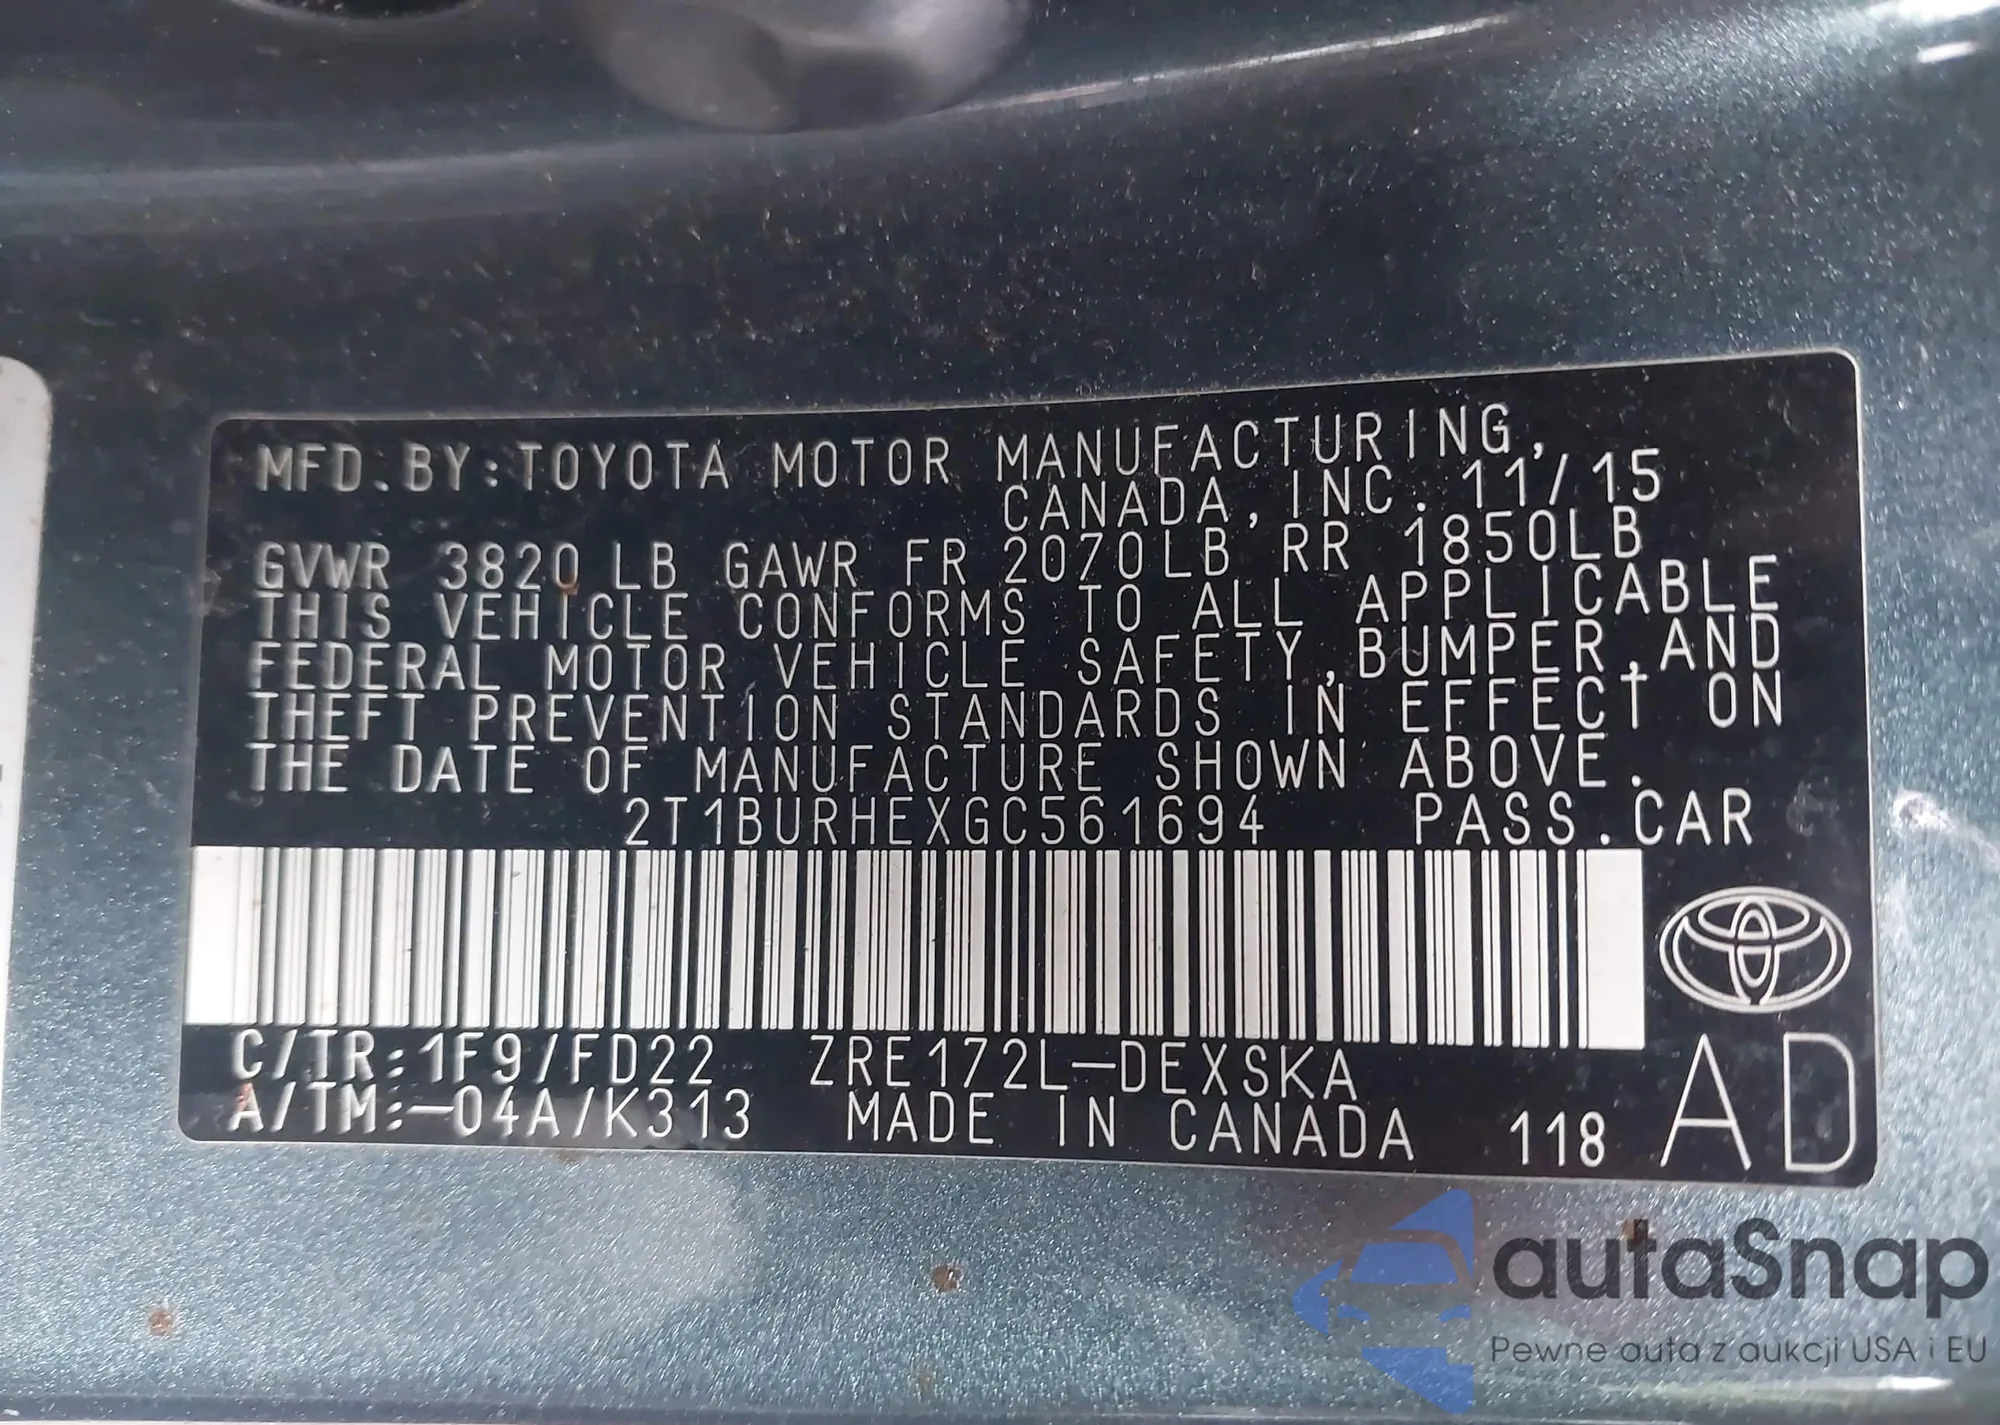 MFD. BY: TOYOTA MOTOR MANUFACTURING,
CANADA, INC. 11/15
GVWR 3820 LB GAWR FR 2070LB RR 1850LB
THIS VEHICLE CONFORMS TO ALL APPLICABLE
FEDERAL MOTOR VEHICLE SAFETY, BUMPER, AND
THEFT PREVENTION STANDARDS IN EFFECT ON
THE DATE OF MANUFACTURE SHOWN ABOVE.
2T1BURHEXGC561694 PASS. CAR
C/TR: 1F9/FD22 ZRE172L-DEXSKA
A/TM: -04A/K313 MADE IN CANADA 118 AD
autaSnap
Pewne auta z aukcji USA i EU